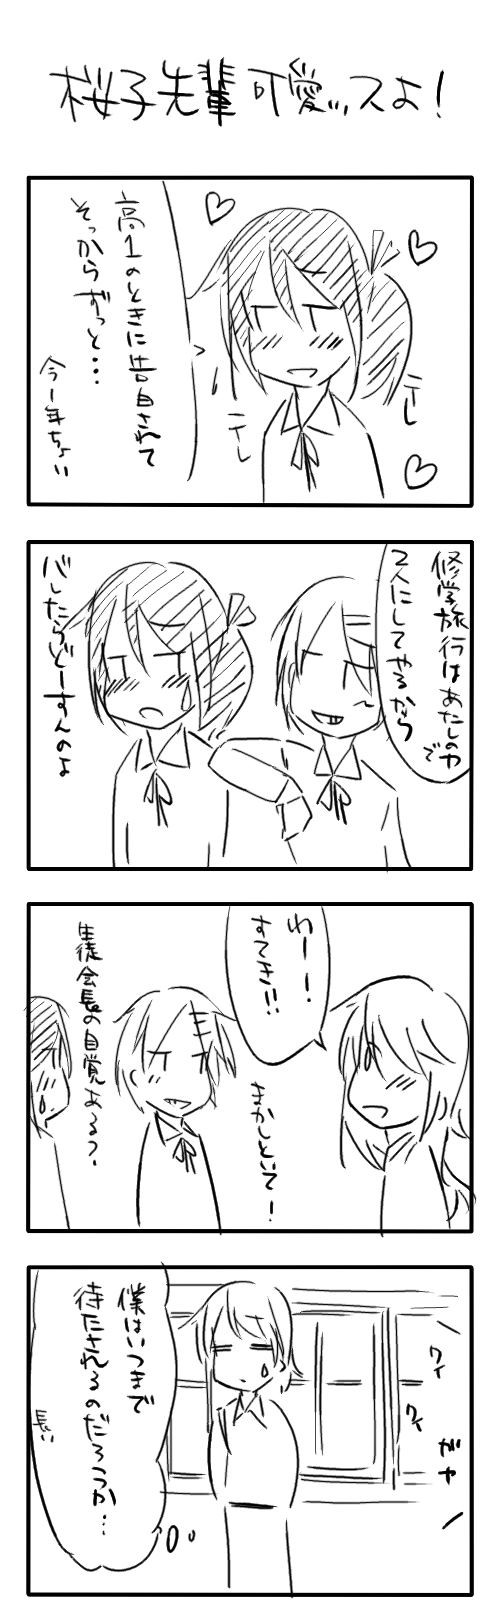 桜子先輩可愛いッスよ！
高1のときに告白されて
そっからずっと…
今1年ちょい
テレ
テレ
修学旅行はあたしの力で
2人にしてやるから
バレたらどーすんのよ
わー！
すてき!!
まかしといて！
生徒会長の自覚ある？
ワイ
ワイ
ガヤ
僕はいつまで
待たされるのだろうか…
長い